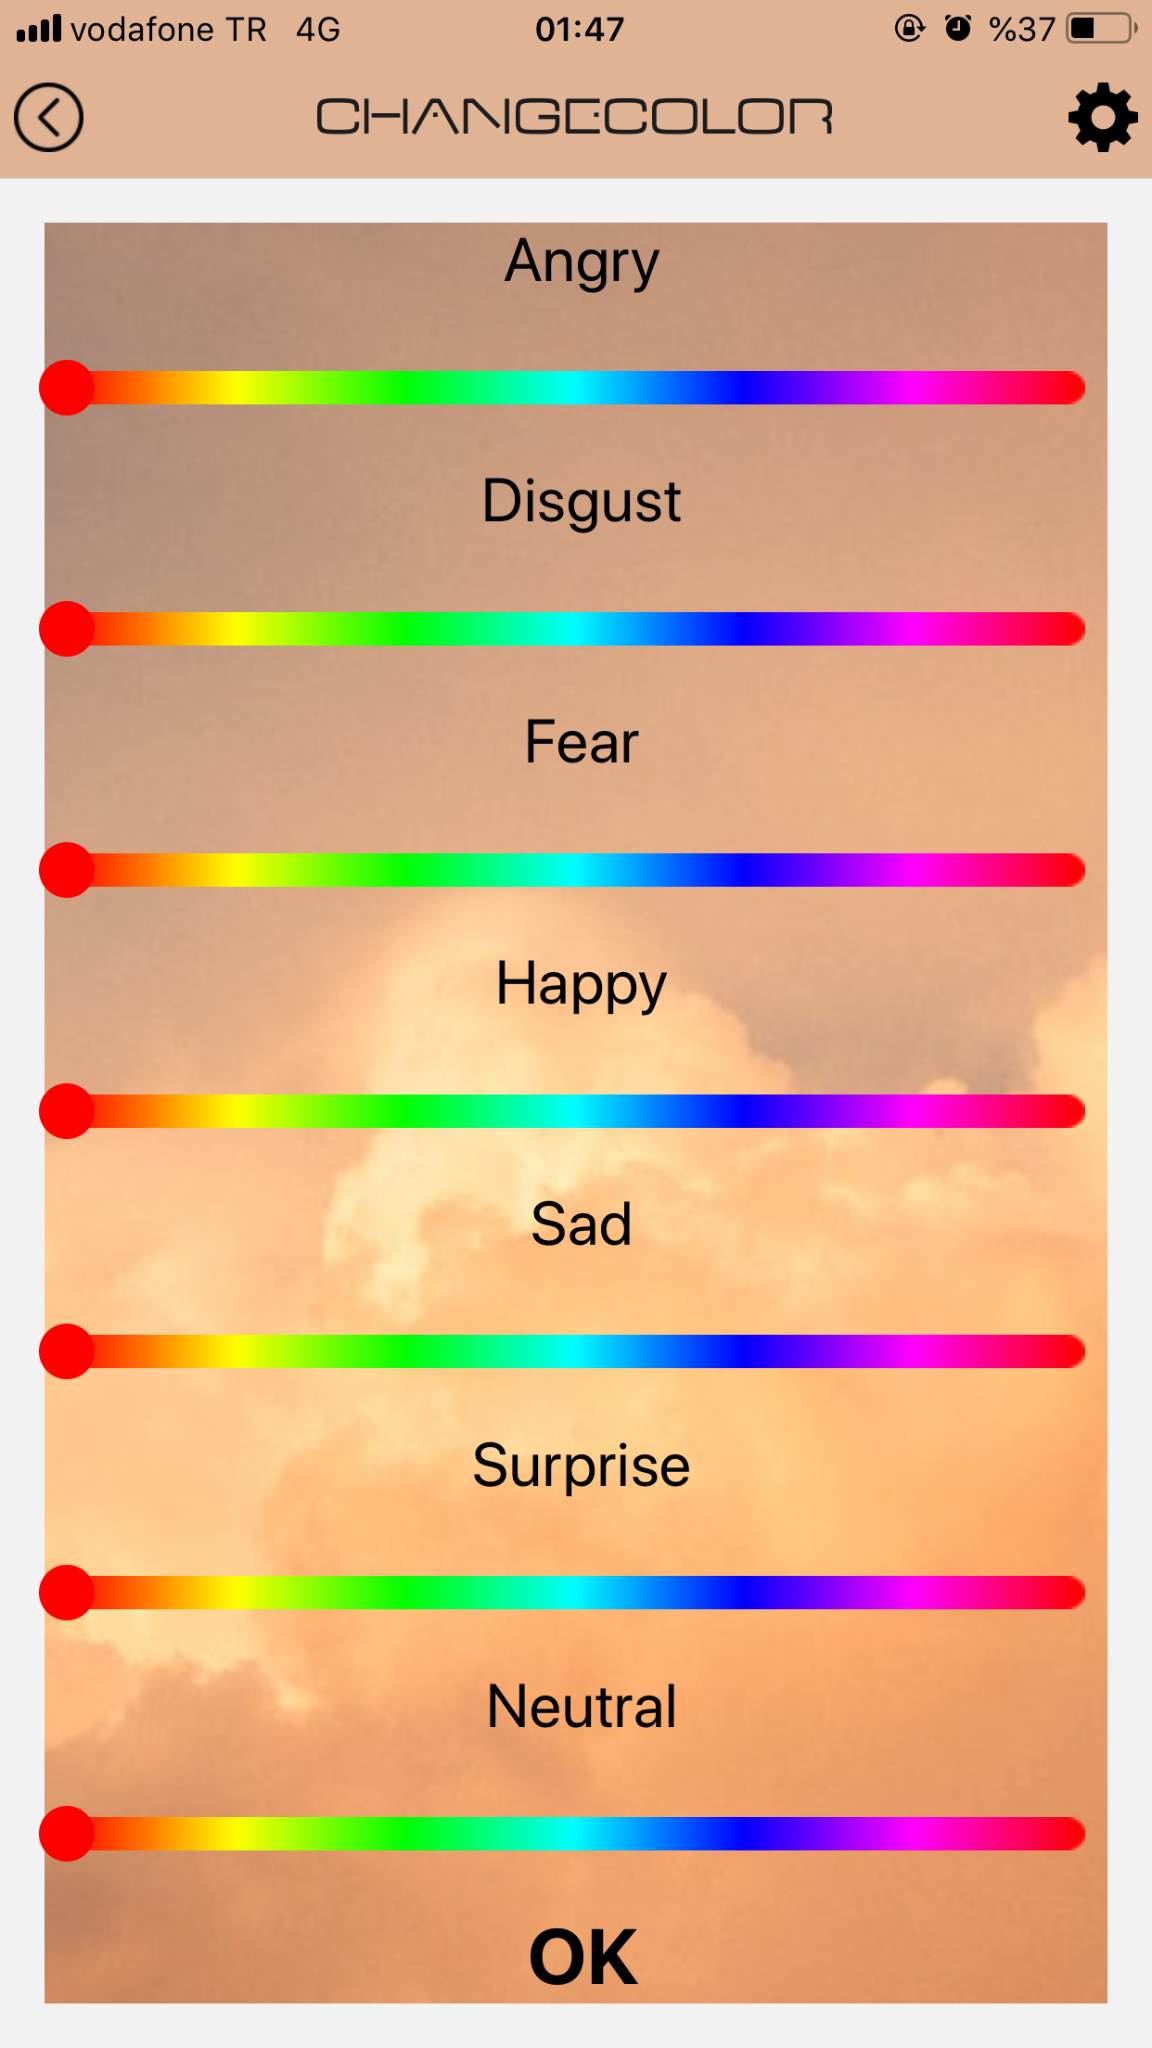 vodafone TR 4G 01:47 %37
CHANGECOLOR
Angry
Disgust
Fear
Happy
Sad
Surprise
Neutral
OK